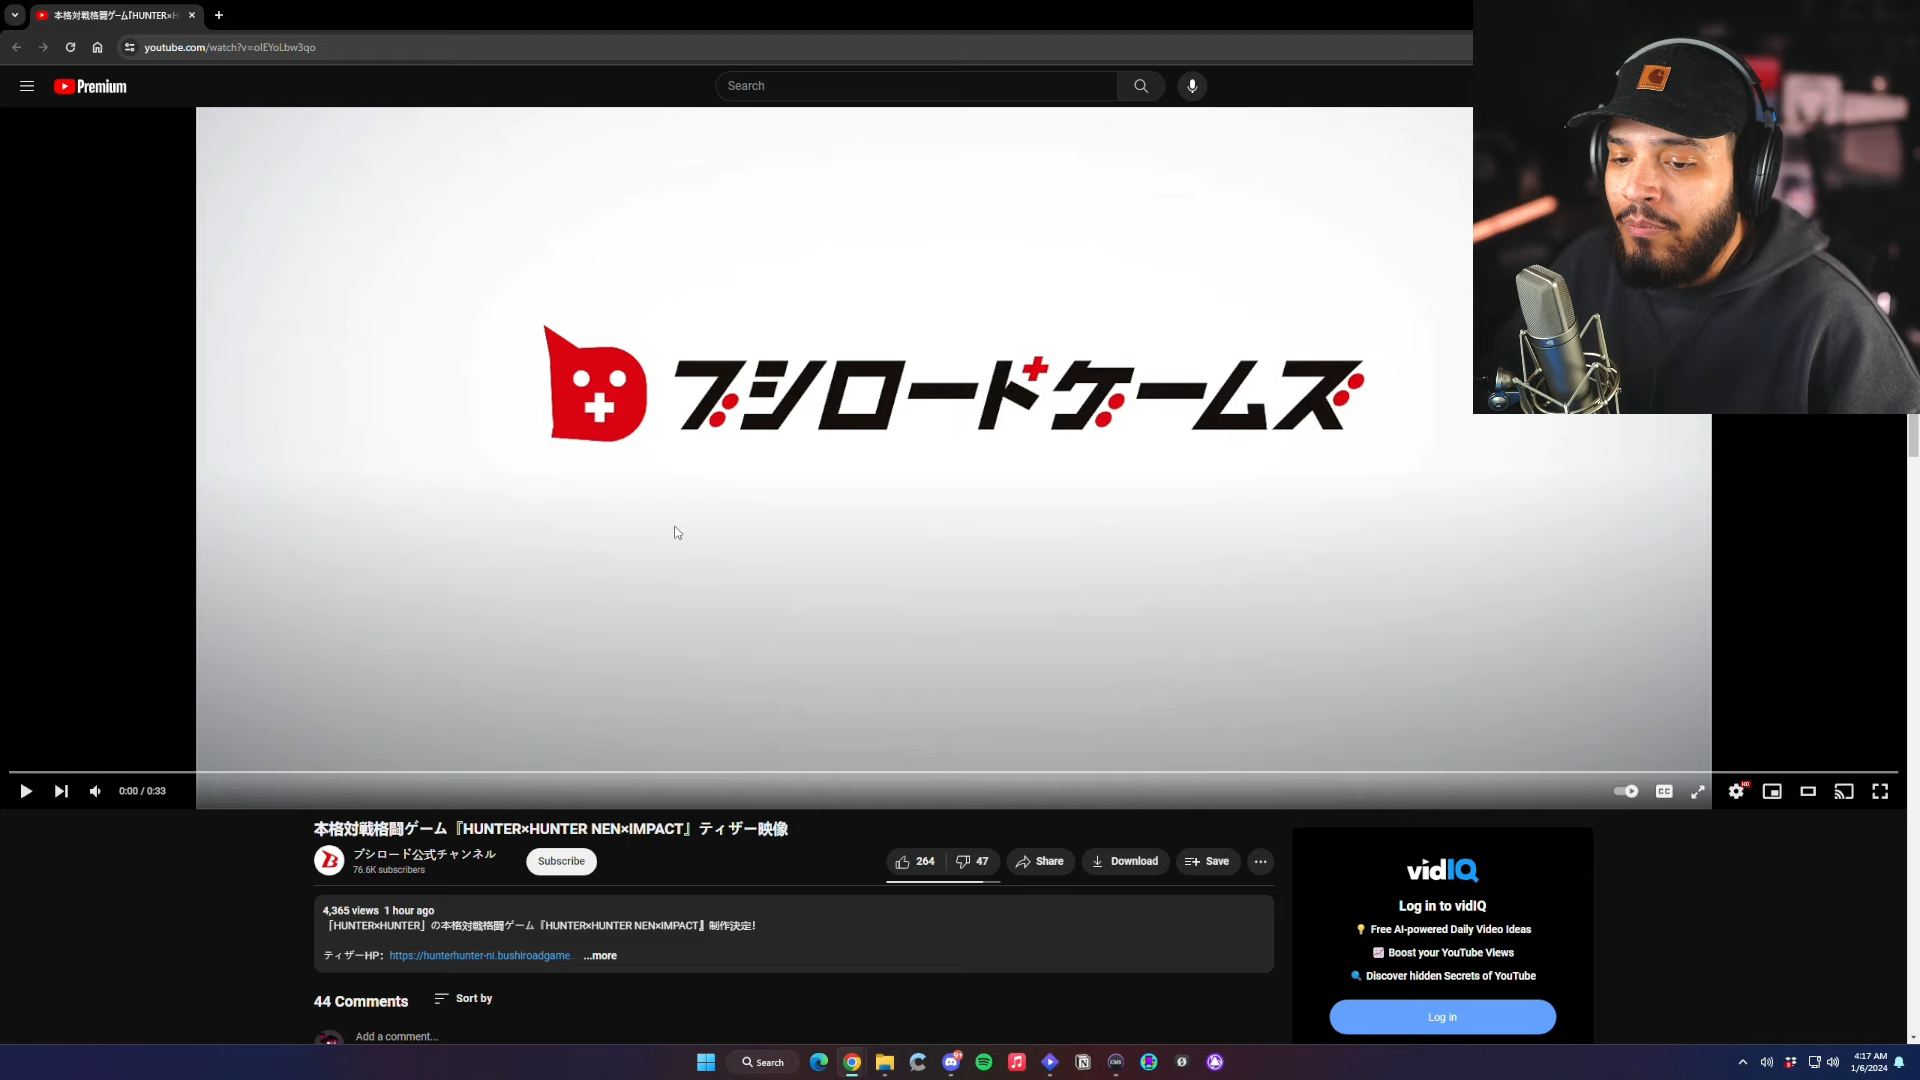 本格対戦格闘ゲーム『HUNTER×H
youtube.com/watch?v=olEYoLbw3qo
Premium
Search
ブシロードゲームズ
0:00 / 0:33
CC
HD
本格対戦格闘ゲーム『HUNTER×HUNTER NEN×IMPACT』ティザー映像
ブシロード公式チャンネル
76.6K subscribers
Subscribe
264
47
Share
Download
Save
4,365 views 1 hour ago
「HUNTER×HUNTER」の本格対戦格闘ゲーム『HUNTER×HUNTER NEN×IMPACT』制作決定!
ティザーHP: https://hunterhunter-ni.bushiroadgame... ...more
44 Comments
Sort by
Add a comment...
vidIQ
Log in to vidIQ
Free AI-powered Daily Video Ideas
Boost your YouTube Views
Discover hidden Secrets of YouTube
Log in
Search
4:17 AM
1/6/2024